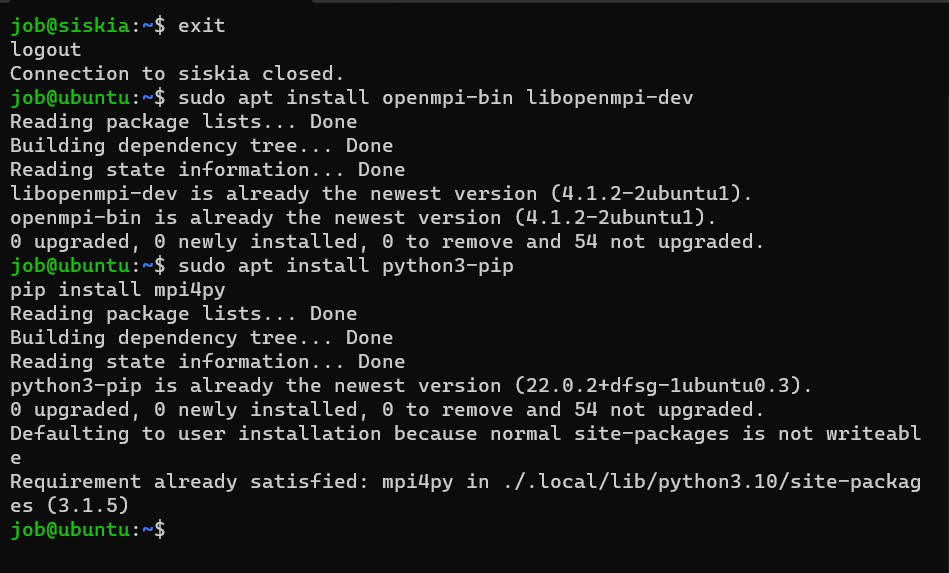 job@siskia:~$ exit
logout
Connection to siskia closed.
job@ubuntu:~$ sudo apt install openmpi-bin libopenmpi-dev
Reading package lists... Done
Building dependency tree... Done
Reading state information... Done
libopenmpi-dev is already the newest version (4.1.2-2ubuntu1).
openmpi-bin is already the newest version (4.1.2-2ubuntu1).
0 upgraded, 0 newly installed, 0 to remove and 54 not upgraded.
job@ubuntu:~$ sudo apt install python3-pip
pip install mpi4py
Reading package lists... Done
Building dependency tree... Done
Reading state information... Done
python3-pip is already the newest version (22.0.2+dfsg-1ubuntu0.3).
0 upgraded, 0 newly installed, 0 to remove and 54 not upgraded.
Defaulting to user installation because normal site-packages is not writeabl
e
Requirement already satisfied: mpi4py in ./.local/lib/python3.10/site-packag
es (3.1.5)
job@ubuntu:~$